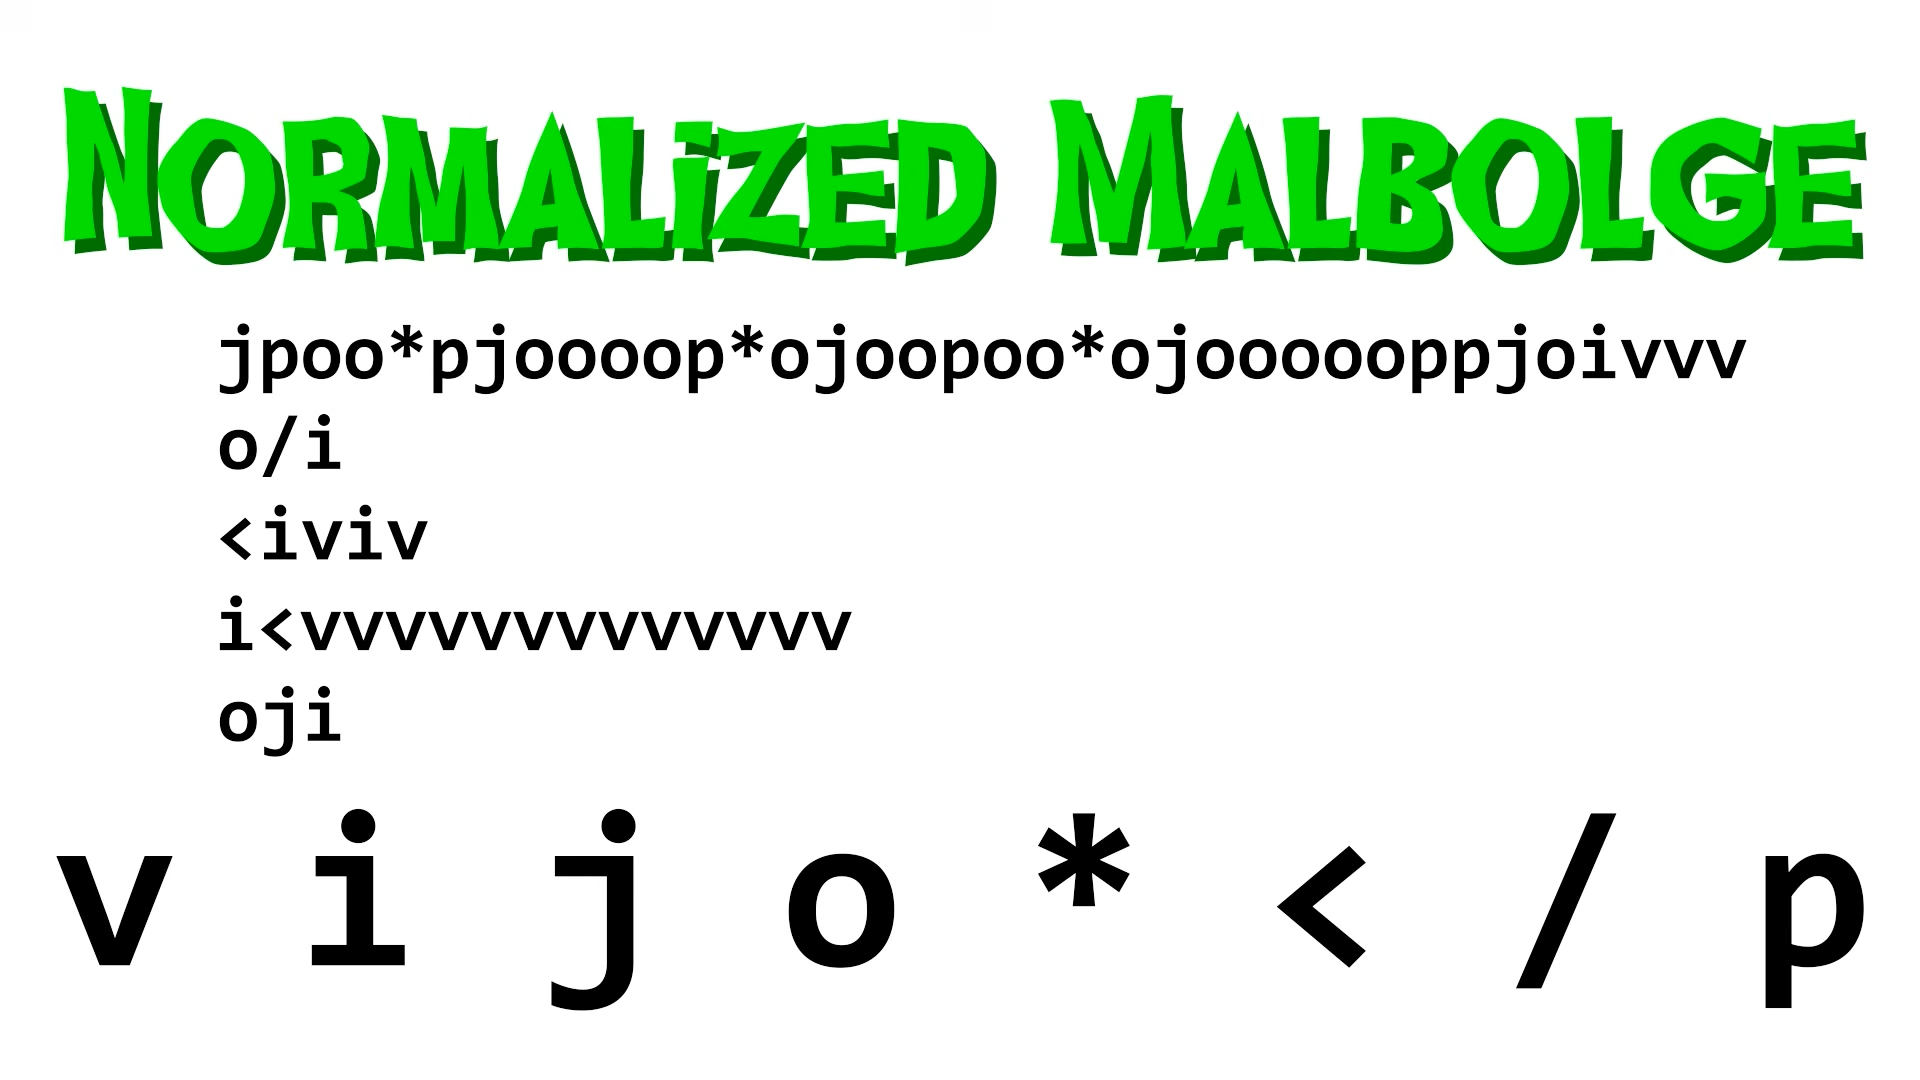 Normalized Malbolge
jpoo*pjoooop*ojoopoo*ojoooooppjoivvv
o/i
<iviv
i<vvvvvvvvvvvvv
oji
v i j o * < / p